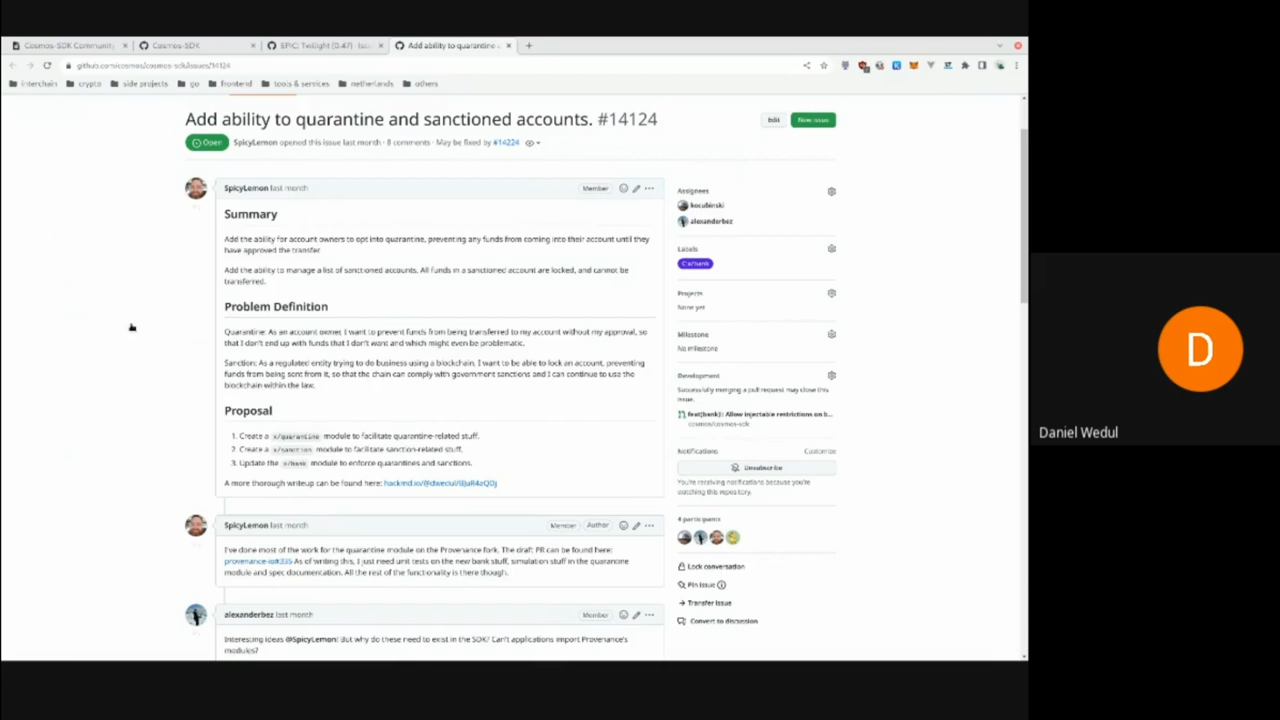 Cosmos-SDK Community
Cosmos-SDK
EPIC: Twilight (0.47) · Issu
Add ability to quarantine
github.com/cosmos/cosmos-sdk/issues/14124
interchain
crypto
side projects
go
frontend
tools & services
netherlands
others
Add ability to quarantine and sanctioned accounts. #14124
Edit
New issue
Open
SpicyLemon opened this issue last month · 8 comments · May be fixed by #14224
SpicyLemon last month
Member
Summary
Add the ability for account owners to opt into quarantine, preventing any funds from coming into their account until they
have approved the transfer.
Add the ability to manage a list of sanctioned accounts. All funds in a sanctioned account are locked, and cannot be
transferred.
Problem Definition
Quarantine: As an account owner, I want to prevent funds from being transferred to my account without my approval, so
that I don't end up with funds that I don't want and which might even be problematic.
Sanction: As a regulated entity trying to do business using a blockchain, I want to be able to lock an account, preventing
funds from being sent from it, so that the chain can comply with government sanctions and I can continue to use the
blockchain within the law.
Proposal
1. Create a x/quarantine module to facilitate quarantine-related stuff.
2. Create a x/sanction module to facilitate sanction-related stuff.
3. Update the x/bank module to enforce quarantines and sanctions.
A more thorough writeup can be found here:
SpicyLemon last month
Member
Author
I've done most of the work for the quarantine module on the Provenance fork. The draft PR can be found here:
provenance-io#335 As of writing this, I just need unit tests on the new bank stuff, simulation stuff in the quarantine
module and spec documentation. All the rest of the functionality is there though.
alexanderbez last month
Member
Interesting ideas @SpicyLemon! But why do these need to exist in the SDK? Can't applications import Provenance's
modules?
Assignees
kocubinski
alexanderbez
Labels
C:x/bank
Projects
None yet
Milestone
No milestone
Development
Successfully merging a pull request may close this
issue.
feat(bank): Allow injectable restrictions on b...
cosmos/cosmos-sdk
Notifications
Customize
Unsubscribe
You're receiving notifications because you're
watching this repository.
4 participants
Lock conversation
Pin issue
Transfer issue
Convert to discussion
D
Daniel Wedul